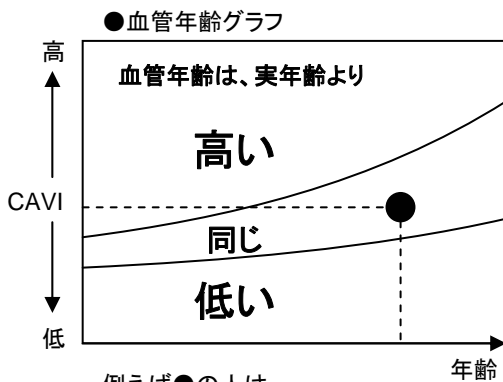 ●血管年齢グラフ
高
血管年齢は、実年齢より
高い
CAVI
同じ
低い
低
年齢
例えば●の人は